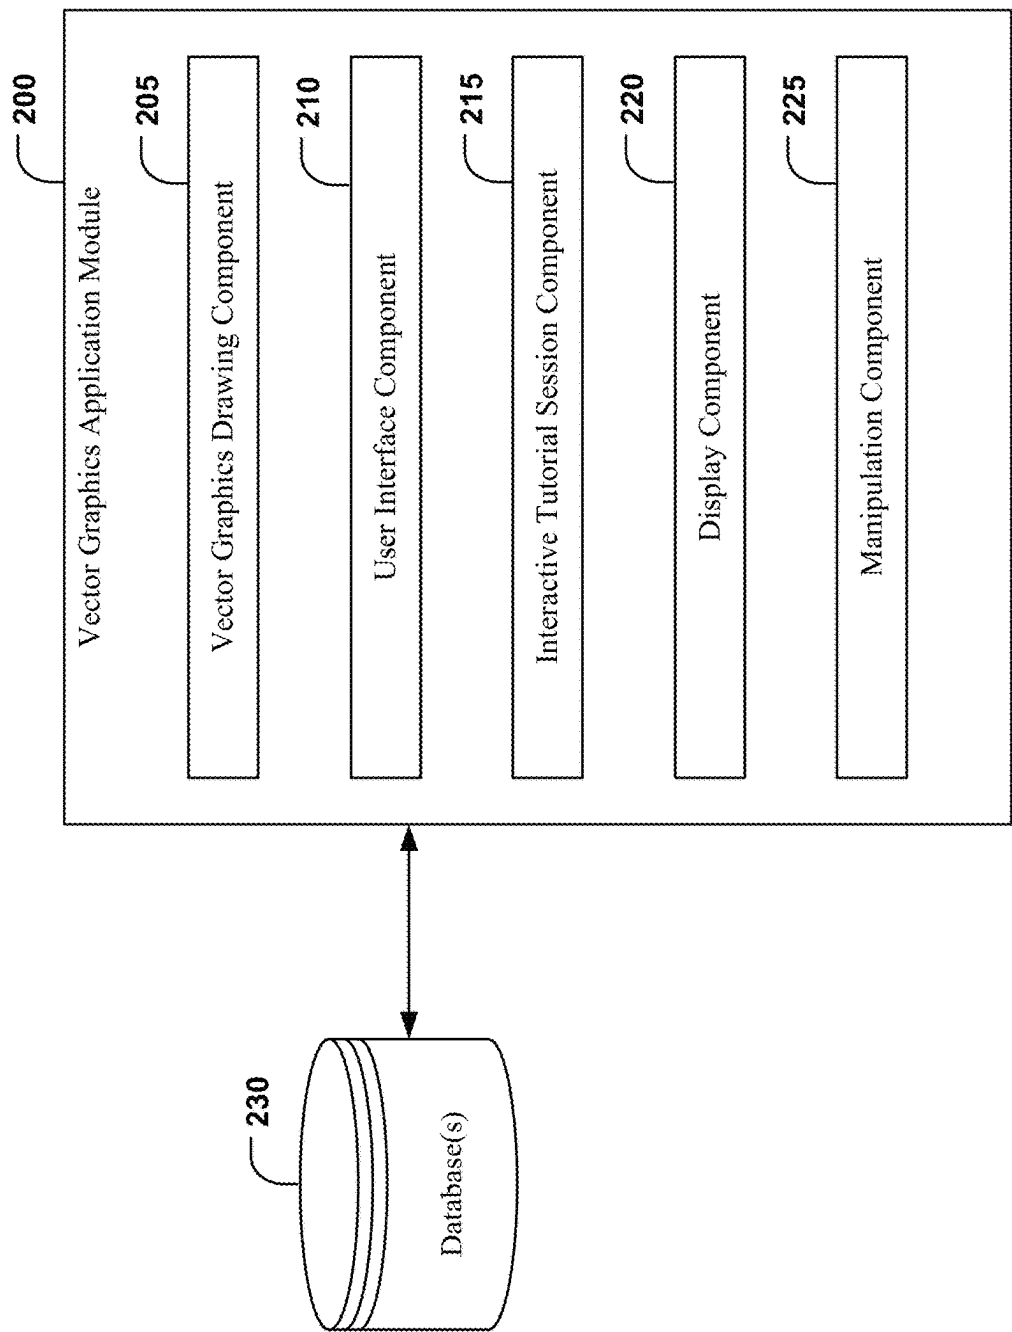 200
Vector Graphics Application Module
205
Vector Graphics Drawing Component
210
User Interface Component
215
Interactive Tutorial Session Component
220
Display Component
225
Manipulation Component
230
Database(s)